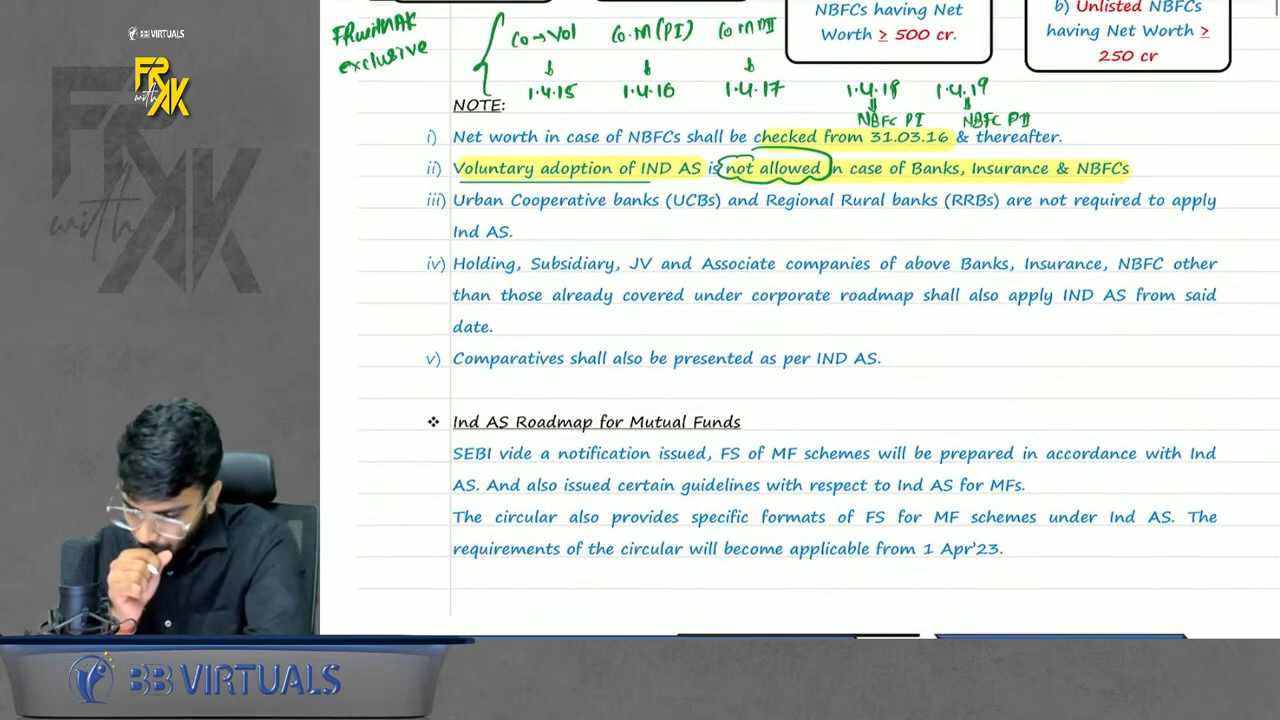 BB VIRTUALS
FR
with
AK
FRwithAK
exclusive
Co→Vol
Co.M(PI)
Co M PII
1.4.15
1.4.16
1.4.17
1.4.18
1.4.19
NBFC PI
NBFC PII
NBFCs having Net
Worth ≥ 500 cr.
b) Unlisted NBFCs
having Net Worth ≥
250 cr
NOTE:
i) Net worth in case of NBFCs shall be checked from 31.03.16 & thereafter.
ii) Voluntary adoption of IND AS is not allowed in case of Banks, Insurance & NBFCs
iii) Urban Cooperative banks (UCBs) and Regional Rural banks (RRBs) are not required to apply
Ind AS.
iv) Holding, Subsidiary, JV and Associate companies of above Banks, Insurance, NBFC other
than those already covered under corporate roadmap shall also apply IND AS from said
date.
v) Comparatives shall also be presented as per IND AS.
❖ Ind AS Roadmap for Mutual Funds
SEBI vide a notification issued, FS of MF schemes will be prepared in accordance with Ind
AS. And also issued certain guidelines with respect to Ind AS for MFs.
The circular also provides specific formats of FS for MF schemes under Ind AS. The
requirements of the circular will become applicable from 1 Apr'23.
FR
with
AK
BB VIRTUALS